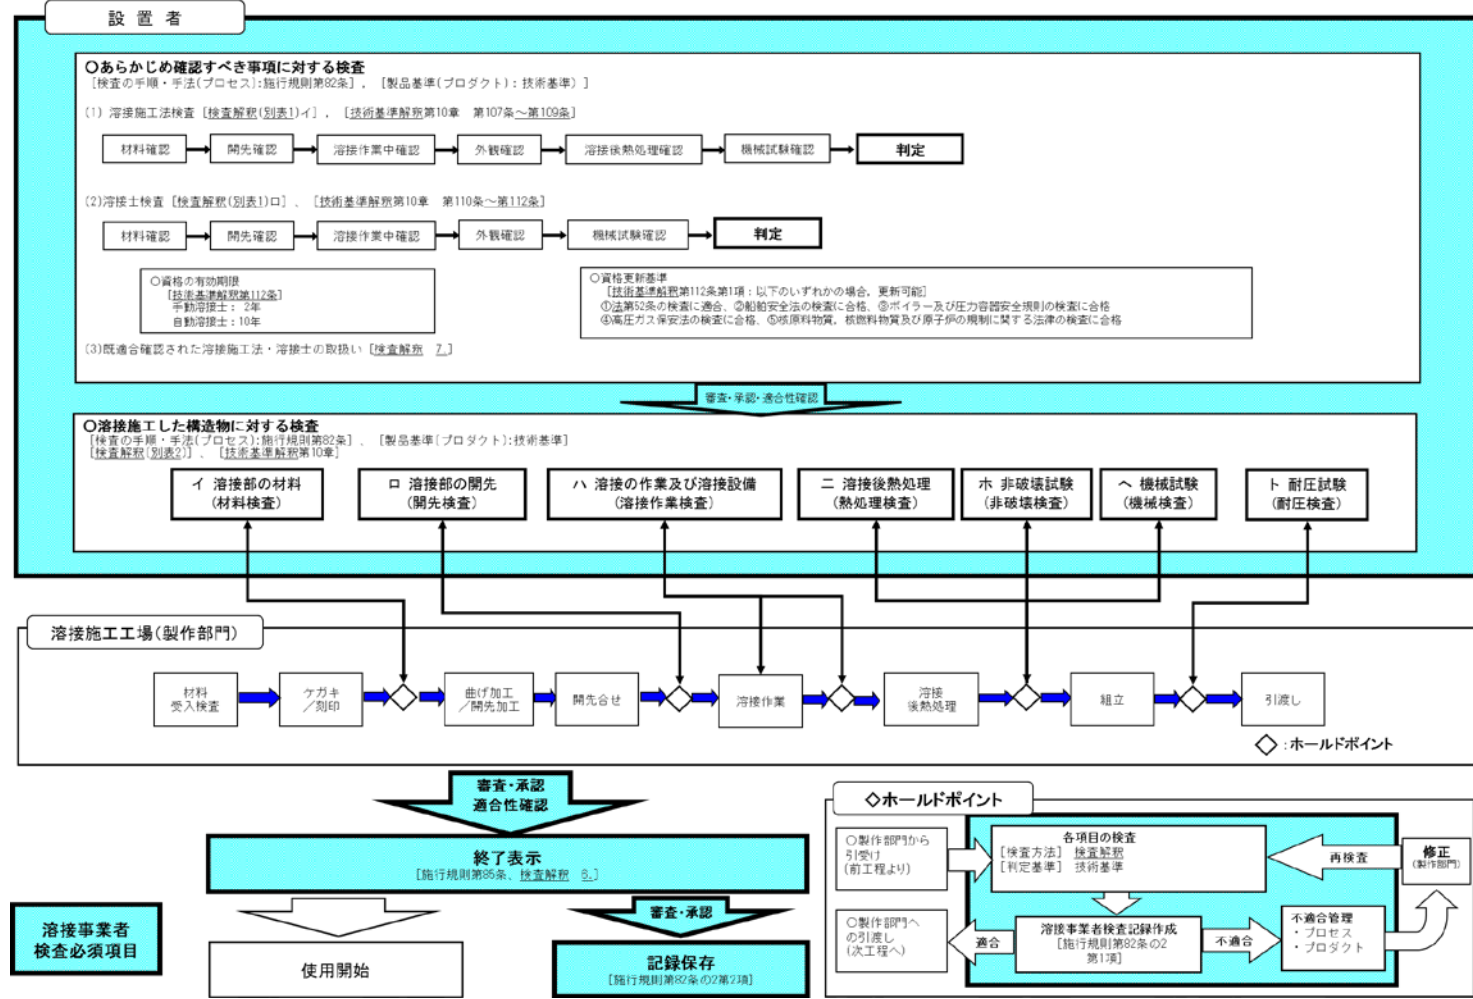 設置者
〇あらかじめ確認すべき事項に対する検査
[検査の手順・手法(プロセス):施行規則第82条]，[製品基準(プロダクト)：技術基準)]
(1) 溶接施工法検査 [検査解釈(別表1)イ]，[技術基準解釈第10章 第107条～第109条]
材料確認
開先確認
溶接作業中確認
外観確認
溶接後熱処理確認
機械試験確認
判定
(2)溶接士検査 [検査解釈(別表1)ロ]、[技術基準解釈第10章 第110条～第112条]
材料確認
開先確認
溶接作業中確認
外観確認
機械試験確認
判定
〇資格の有効期限
[技術基準解釈第112条]
手動溶接士：2年
自動溶接士：10年
〇資格更新基準
[技術基準解釈第112条第1項：以下のいずれかの場合，更新可能]
①法第52条の検査に適合、②船舶安全法の検査に合格、③ボイラー及び圧力容器安全規則の検査に合格
④高圧ガス保安法の検査に合格、⑤核原料物質，核燃料物質及び原子炉の規制に関する法律の検査に合格
(3)既適合確認された溶接施工法・溶接士の取扱い [検査解釈 7.]
審査・承認・適合性確認
〇溶接施工した構造物に対する検査
[検査の手順・手法(プロセス):施行規則第82条]、[製品基準(プロダクト):技術基準]
[検査解釈(別表2)]、[技術基準解釈第10章]
イ 溶接部の材料
(材料検査)
ロ 溶接部の開先
(開先検査)
ハ 溶接の作業及び溶接設備
(溶接作業検査)
ニ 溶接後熱処理
(熱処理検査)
ホ 非破壊試験
(非破壊検査)
ヘ 機械試験
(機械検査)
ト 耐圧試験
(耐圧検査)
溶接施工工場(製作部門)
材料
受入検査
ケガキ
／刻印
曲げ加工
／開先加工
開先合せ
溶接作業
溶接
後熱処理
組立
引渡し
◇：ホールドポイント
審査・承認
適合性確認
終了表示
[施行規則第85条、検査解釈 6.]
審査・承認
使用開始
記録保存
[施行規則第82条の2第2項]
溶接事業者
検査必須項目
◇ホールドポイント
〇製作部門から
引受け
(前工程より)
各項目の検査
[検査方法] 検査解釈
[判定基準] 技術基準
再検査
修正
(製作部門)
〇製作部門へ
の引渡し
(次工程へ)
適合
溶接事業者検査記録作成
[施行規則第82条の2
第1項]
不適合
不適合管理
・プロセス
・プロダクト